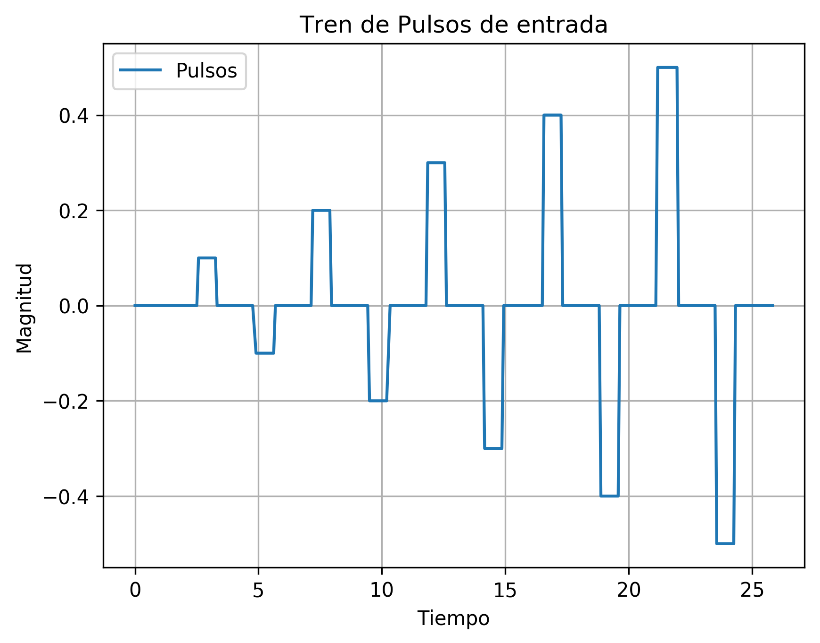 Tren de Pulsos de entrada
Pulsos
0.4
0.2
0.0
−0.2
−0.4
Magnitud
0 5 10 15 20 25
Tiempo